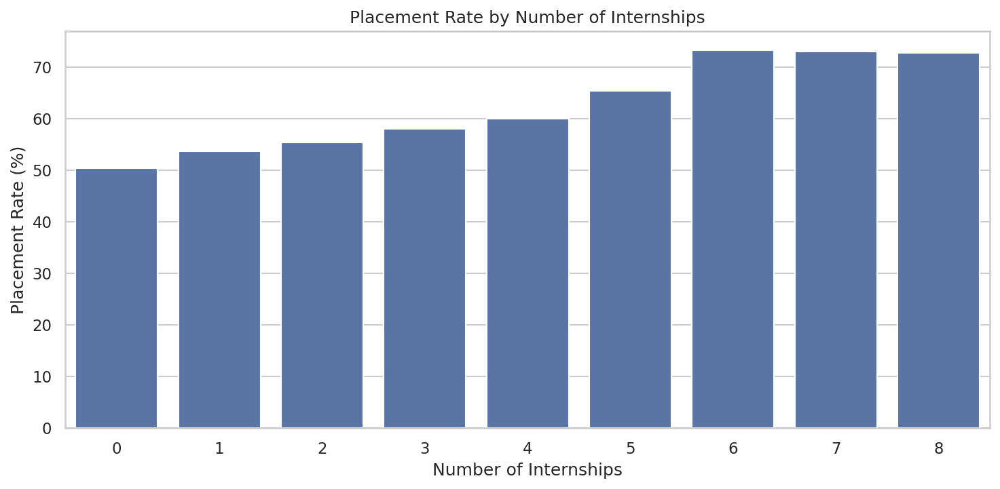 Placement Rate by Number of Internships
Placement Rate (%)
70
60
50
40
30
20
10
0
0 1 2 3 4 5 6 7 8
Number of Internships